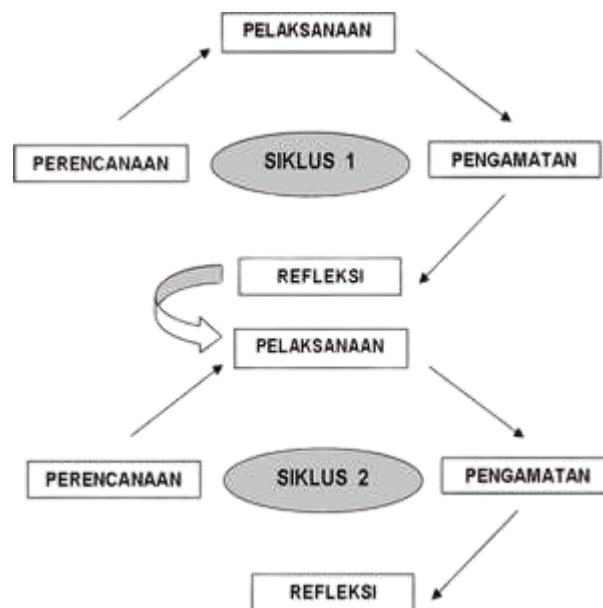 PELAKSANAAN
PERENCANAAN
SIKLUS 1
PENGAMATAN
REFLEKSI
PELAKSANAAN
PERENCANAAN
SIKLUS 2
PENGAMATAN
REFLEKSI